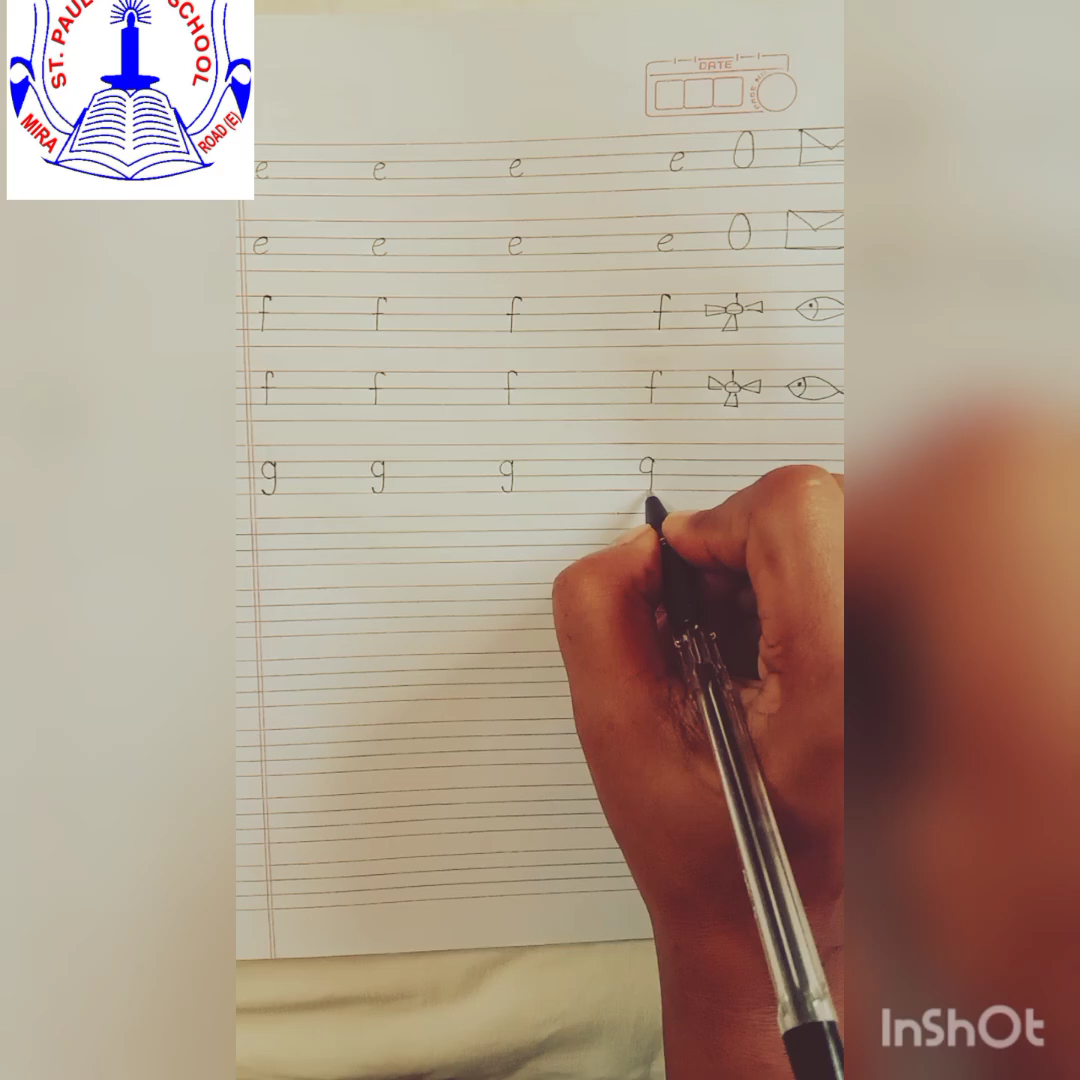 ST. PAUL SCHOOL
MIRA ROAD (E)
DATE
e e e e
e e e e
f f f f
f f f f
g g g g
InShOt